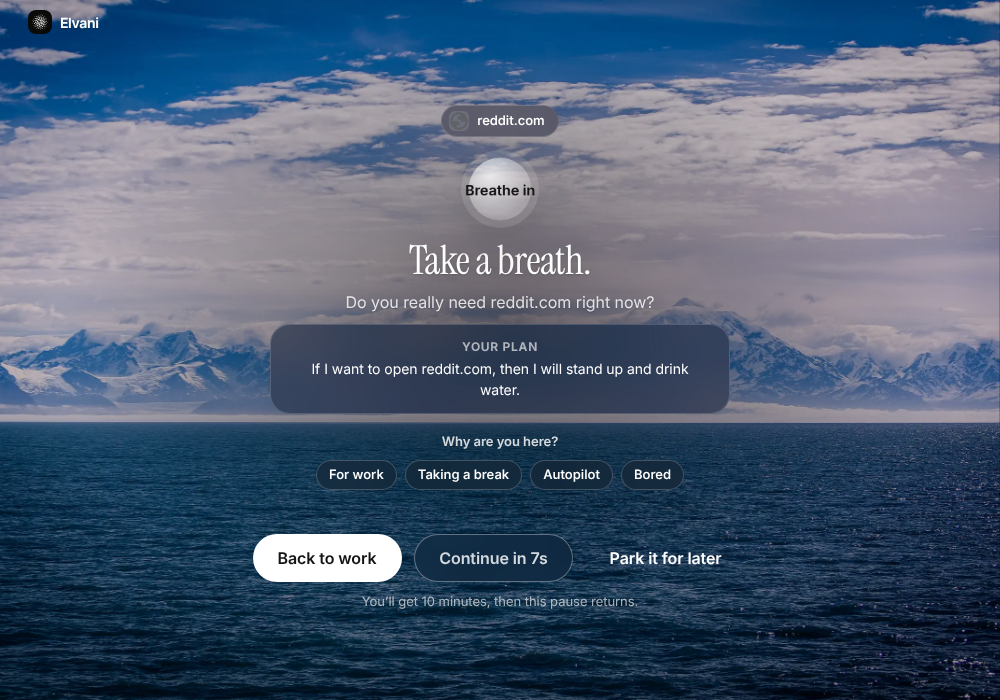 Elvani
reddit.com
Breathe in
Take a breath.
Do you really need reddit.com right now?
YOUR PLAN
If I want to open reddit.com, then I will stand up and drink
water.
Why are you here?
For work
Taking a break
Autopilot
Bored
Back to work
Continue in 7s
Park it for later
You'll get 10 minutes, then this pause returns.